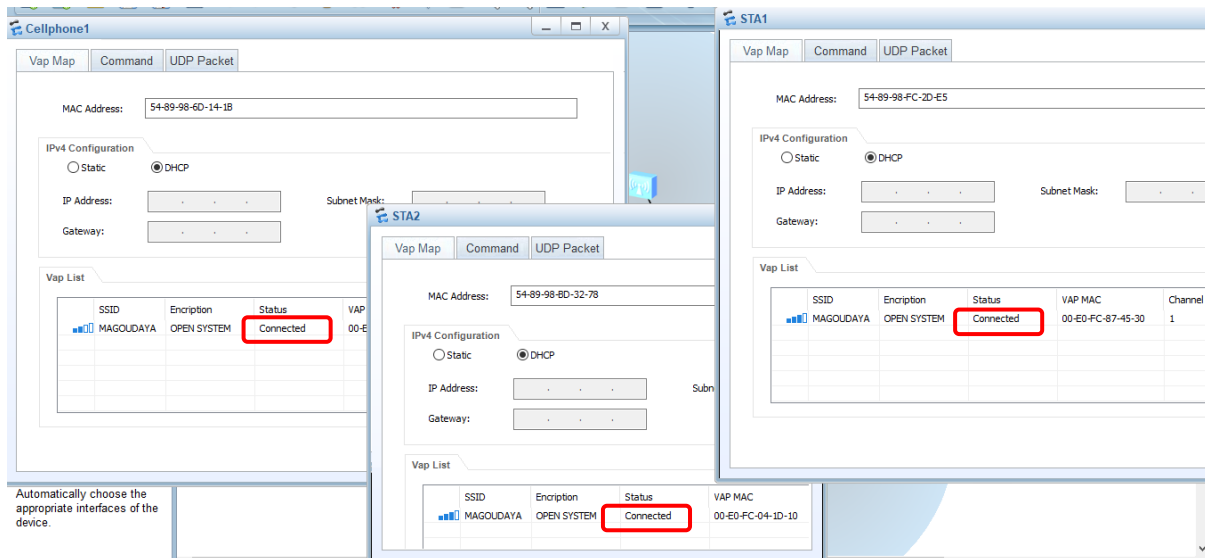 Cellphone1
Vap Map Command UDP Packet
MAC Address: 54-89-98-6D-14-1B
IPv4 Configuration
Static DHCP
IP Address: . . . Subnet Mask: . . .
Gateway: . . .
Vap List
SSID Encription Status VAP
MAGOUDAYA OPEN SYSTEM Connected 00-E
Automatically choose the
appropriate interfaces of the
device.
STA2
Vap Map Command UDP Packet
MAC Address: 54-89-98-BD-32-78
IPv4 Configuration
Static DHCP
IP Address: . . . Subn
Gateway: . . .
Vap List
SSID Encription Status VAP MAC
MAGOUDAYA OPEN SYSTEM Connected 00-E0-FC-04-1D-10
STA1
Vap Map Command UDP Packet
MAC Address: 54-89-98-FC-2D-E5
IPv4 Configuration
Static DHCP
IP Address: . . . Subnet Mask: . .
Gateway: . . .
Vap List
SSID Encription Status VAP MAC Channel
MAGOUDAYA OPEN SYSTEM Connected 00-E0-FC-87-45-30 1